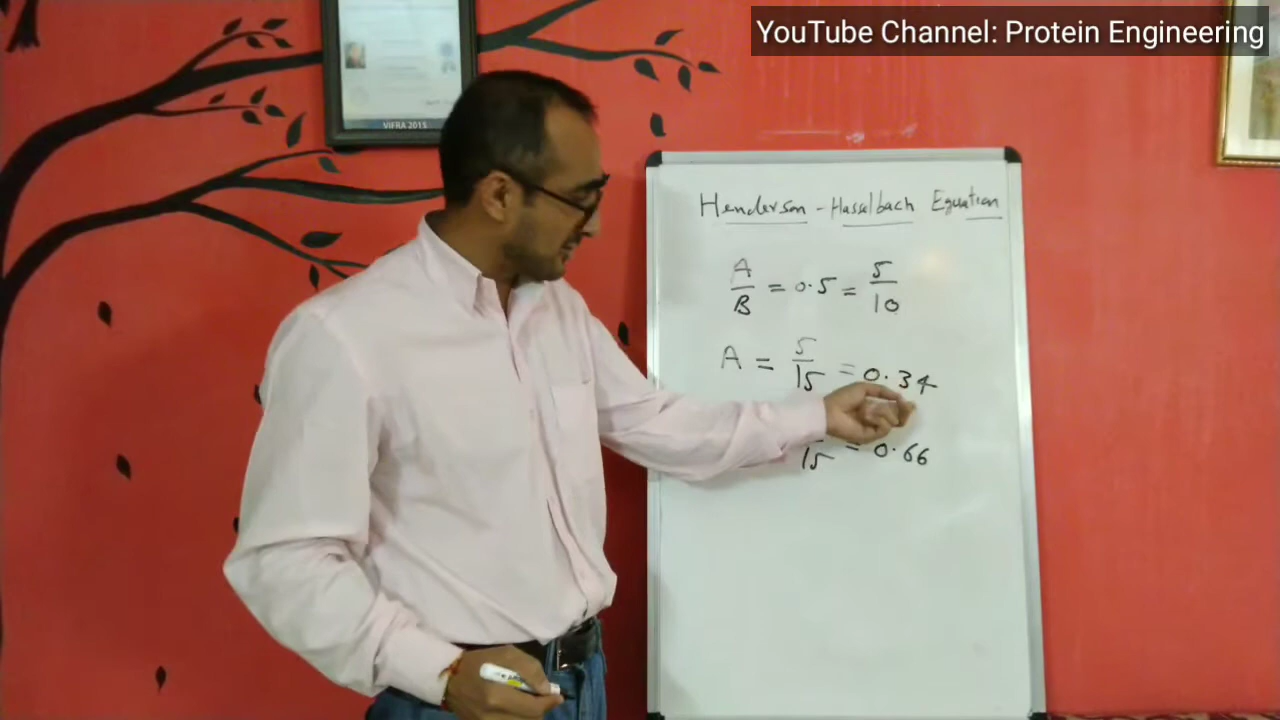 YouTube Channel: Protein Engineering
VIFRA 2015
Henderson - Hasselbach Equation
A/B = 0.5 = 5/10
A = 5/15 = 0.34
15 = 0.66